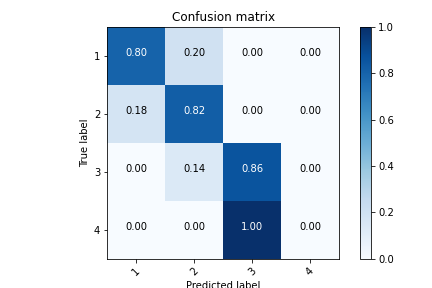 Confusion matrix
1 0.80 0.20 0.00 0.00
2 0.18 0.82 0.00 0.00
3 0.00 0.14 0.86 0.00
4 0.00 0.00 1.00 0.00
1 2 3 4
True label
Predicted label
1.0
0.8
0.6
0.4
0.2
0.0